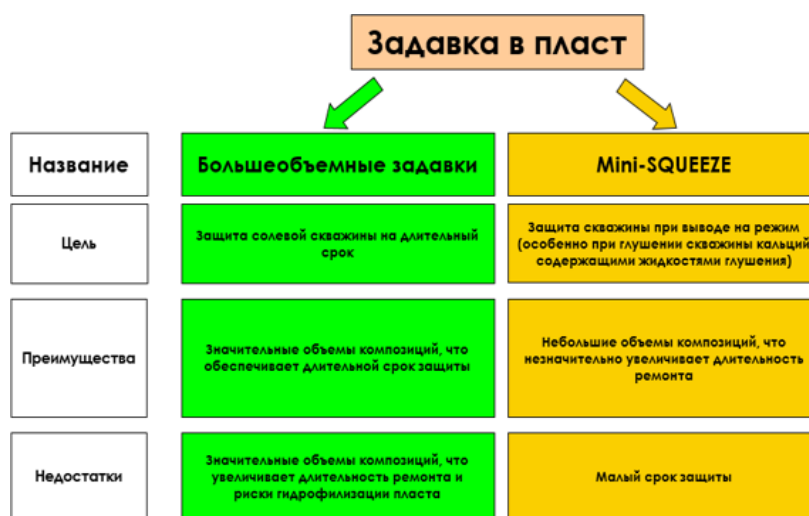 Задавка в пласт
Название
Большеобъемные задавки
Mini-SQUEEZE
Цель
Защита солевой скважины на длительный
срок
Защита скважины при выводе на режим
(особенно при глушении скважины кальций
содержащими жидкостями глушения)
Преимущества
Значительные объемы композиций, что
обеспечивает длительной срок защиты
Небольшие объемы композиций, что
незначительно увеличивает длительность
ремонта
Недостатки
Значительные объемы композиций, что
увеличивает длительность ремонта и
риски гидрофилизации пласта
Малый срок защиты